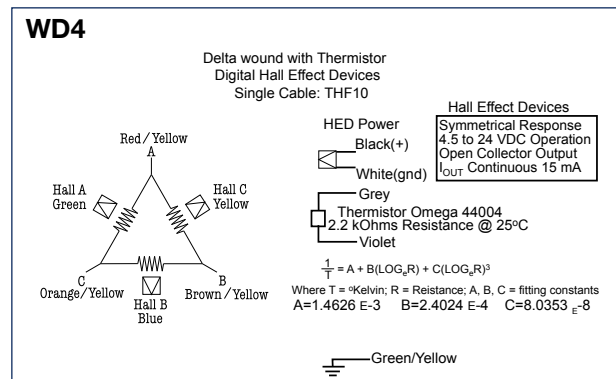 WD4
Delta wound with Thermistor
Digital Hall Effect Devices
Single Cable: THF10
Red/Yellow
A
Hall A
Green
Hall C
Yellow
C
Orange/Yellow
Hall B
Blue
B
Brown/Yellow
HED Power
Black(+)
White(gnd)
Hall Effect Devices
Symmetrical Response
4.5 to 24 VDC Operation
Open Collector Output
I_OUT Continuous 15 mA
Grey
Thermistor Omega 44004
2.2 kOhms Resistance @ 25ºC
Violet
1/T = A + B(LOGeR) + C(LOGeR)³
Where T = ºKelvin; R = Reistance; A, B, C = fitting constants
A=1.4626 E-3 B=2.4024 E-4 C=8.0353 E-8
Green/Yellow